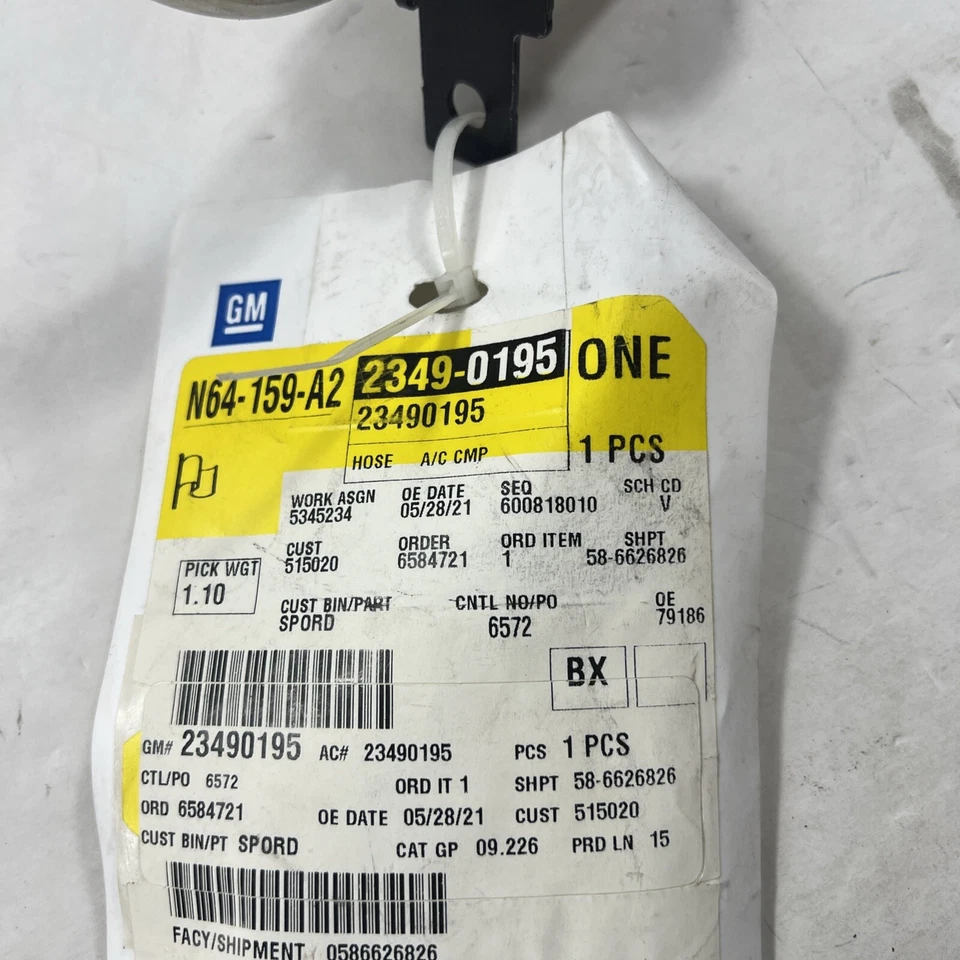 GM
N64-159-A2 2349-0195 ONE
23490195
HOSE A/C CMP 1 PCS
WORK ASGN OE DATE SEQ SCH CD
5345234 05/28/21 600818010 V
CUST ORDER ORD ITEM SHPT
515020 6584721 1 58-6626826
PICK WGT
1.10
CUST BIN/PART CNTL NO/PO OE
SPORD 6572 79186
BX
GM# 23490195 AC# 23490195 PCS 1 PCS
CTL/PO 6572 ORD IT 1 SHPT 58-6626826
ORD 6584721 OE DATE 05/28/21 CUST 515020
CUST BIN/PT SPORD CAT GP 09.226 PRD LN 15
FACY/SHIPMENT 0586626826